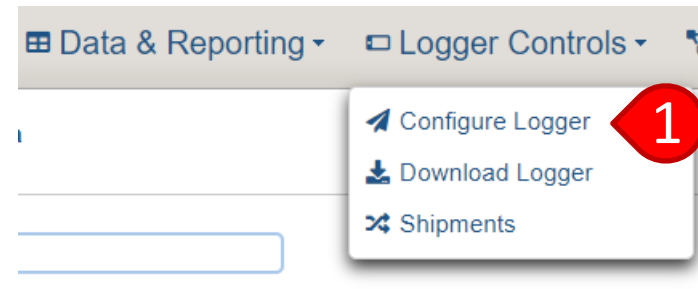 Data & Reporting Logger Controls
Configure Logger 1
Download Logger
Shipments